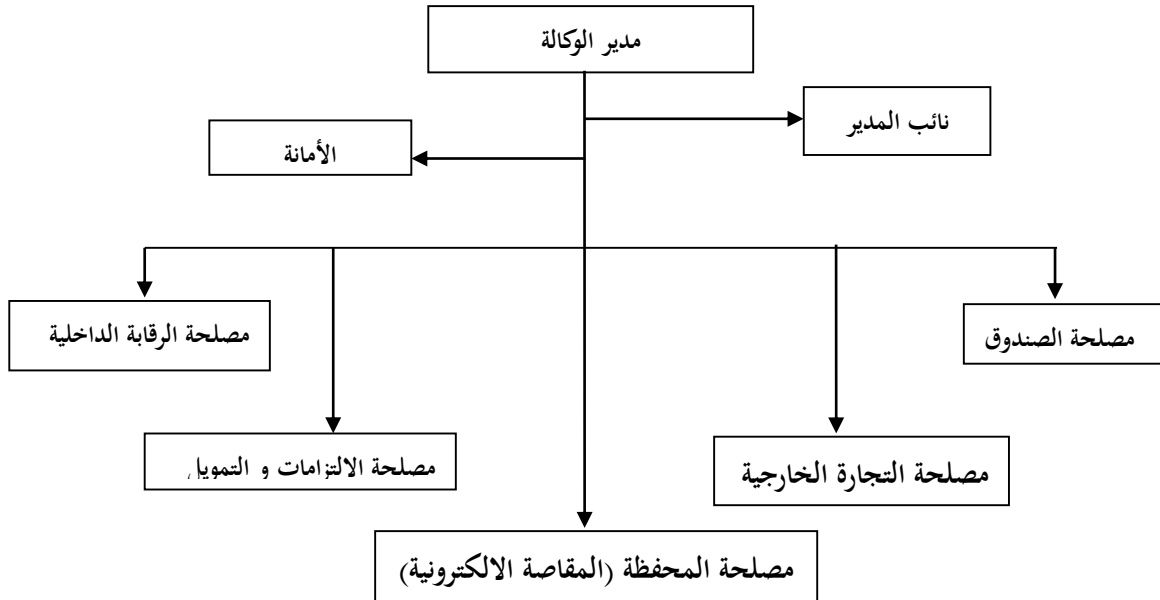 مدير الوكالة
نائب المدير
الأمانة
مصلحة الصندوق
مصلحة الرقابة الداخلية
مصلحة التجارة الخارجية
مصلحة الالتزامات و التمويل
مصلحة المحفظة (المقاصة الالكترونية)